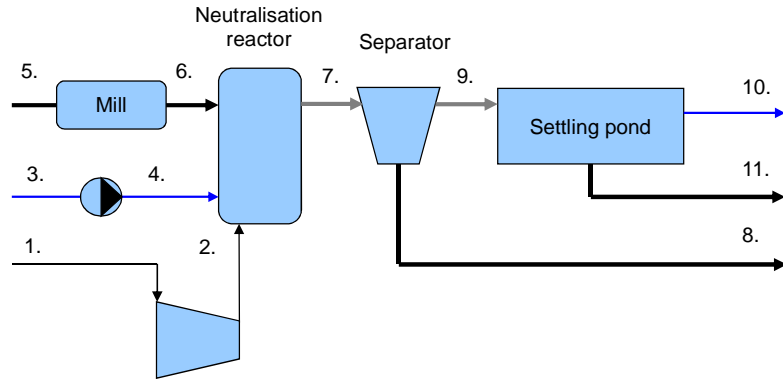 Neutralisation
reactor
Separator
5.
6.
7.
9.
10.
Mill
Settling pond
3.
4.
11.
1.
2.
8.